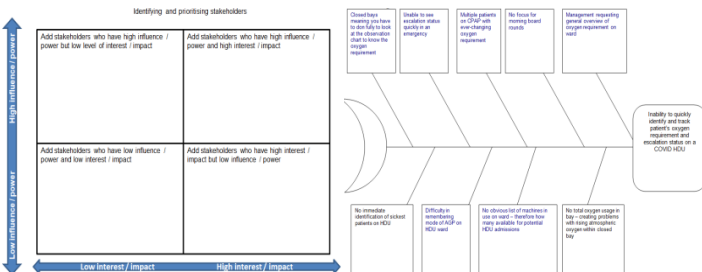 Identifying and prioritising stakeholders
High influence / power
Low influence / power
Add stakeholders who have high influence /
power but low level of interest / impact
Add stakeholders who have high influence /
power and high interest / impact
Add stakeholders who have low influence /
power and low interest / impact
Add stakeholders who have high interest /
impact but low influence / power
Low interest / impact
High interest / impact
Closed bays
meaning you have
to don fully to look
at the observation
chart to know the
oxygen
requirement
Unable to see
escalation status
quickly in an
emergency
Multiple patients
on CPAP with
ever-changing
oxygen
requirement
No focus for
morning board
rounds
Management requesting
general overview of
oxygen requirement on
ward
Inability to quickly
identify and track
patient's oxygen
requirement and
escalation status on a
COVID HDU
No immediate
identification of sickest
patients on HDU
Difficulty in
remembering
mode of AGP on
HDU ward
No obvious list of machines in
use on ward – therefore how
many available for future
HDU admissions
No total oxygen usage in
bay – creating problems
with rising atmospheric
oxygen within closed
bay